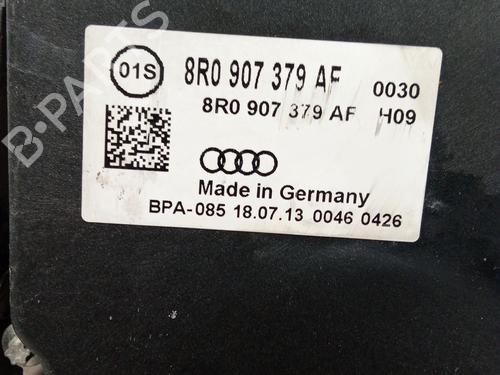 01S
8R0 907 379 AF 0030
8R0 907 379 AF H09
Made in Germany
BPA-085 18.07.13 0046 0426
B-PARTS